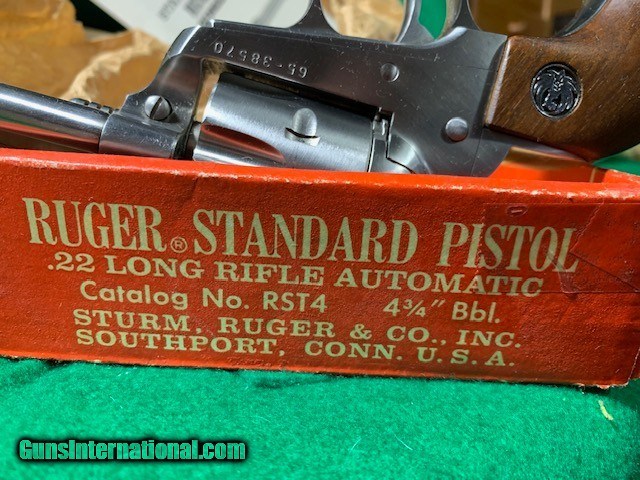 65-38570
RUGER® STANDARD PISTOL
.22 LONG RIFLE AUTOMATIC
Catalog No. RST4 4¾" Bbl.
STURM, RUGER & CO., INC.
SOUTHPORT, CONN. U.S.A.
GunsInternational.com